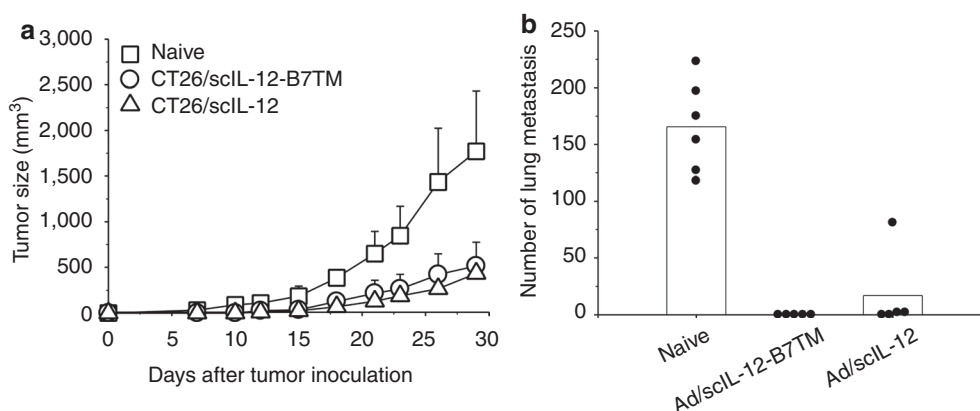 a
3,000
2,500
2,000
1,500
1,000
500
0
Tumor size (mm³)
Naive
CT26/scIL-12-B7TM
CT26/scIL-12
0 5 10 15 20 25 30
Days after tumor inoculation
b
250
200
150
100
50
0
Number of lung metastasis
Naive
Ad/scIL-12-B7TM
Ad/scIL-12